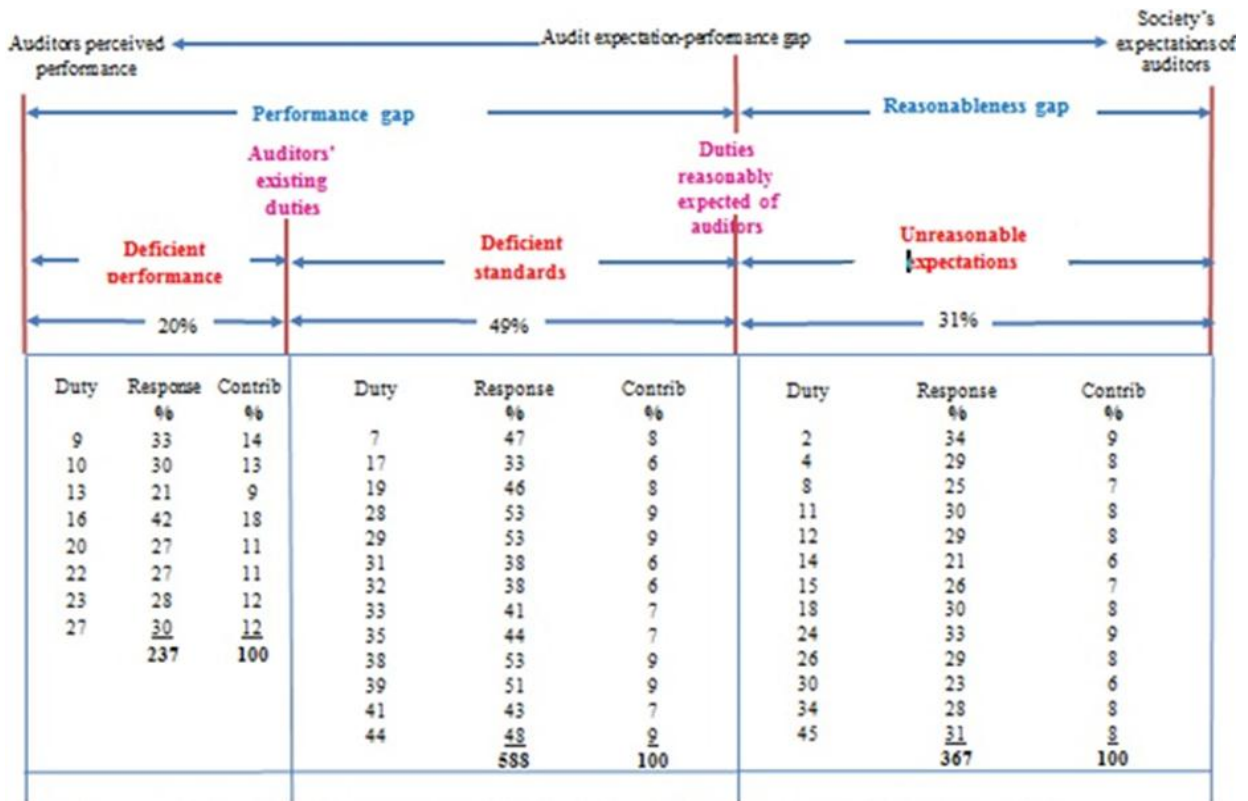 Society's
Auditors perceived Audit expectation-performance gap expectations of
performance auditors
Performance gap Reasonableness gap
Auditors' Duties
existing reasonably
duties expected of
auditors
Deficient Deficient Unreasonable
performance standards expectations
20% 49% 31%
Duty Response Contrib Duty Response Contrib Duty Response Contrib
% % % % % %
9 33 14 7 47 8 2 34 9
10 30 13 17 33 6 4 29 8
13 21 9 19 46 8 8 25 7
16 42 18 28 53 9 11 30 8
20 27 11 29 53 9 12 29 8
22 27 11 31 38 6 14 21 6
23 28 12 32 38 6 15 26 7
27 30 12 33 41 7 18 30 8
237 100 35 44 7 24 33 9
38 53 9 26 29 8
39 51 9 30 23 6
41 43 7 34 28 8
44 48 9 45 31 8
588 100 367 100